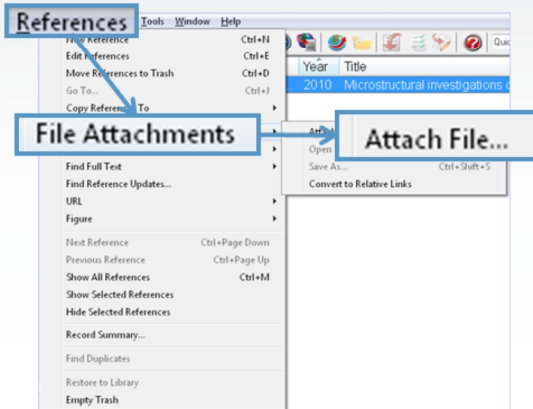 References Tools Window Help
New Reference Ctrl+N
Edit References Ctrl+E
Move References to Trash Ctrl+D
Go To... Ctrl+J
Copy References To
File Attachments
Attach File...
Open
Find Full Text
Save As... Ctrl+Shift+S
Find Reference Updates...
Convert to Relative Links
URL
Figure
Next Reference Ctrl+Page Down
Previous Reference Ctrl+Page Up
Show All References Ctrl+M
Show Selected References
Hide Selected References
Record Summary...
Find Duplicates
Restore to Library
Empty Trash
Quic
Year Title
2010 Microstructural investigations